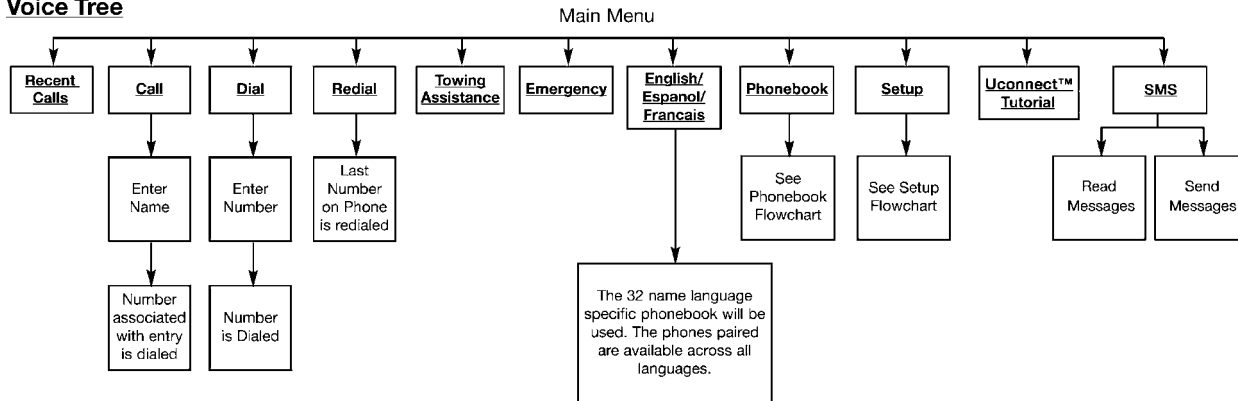 Voice Tree
Main Menu
Recent
Calls
Call
Dial
Redial
Towing
Assistance
Emergency
English/
Espanol/
Francais
Phonebook
Setup
Uconnect™
Tutorial
SMS
Enter
Name
Enter
Number
Last
Number
on Phone
is redialed
See
Phonebook
Flowchart
See Setup
Flowchart
Read
Messages
Send
Messages
Number
associated
with entry
is dialed
Number
is Dialed
The 32 name language
specific phonebook will be
used. The phones paired
are available across all
languages.